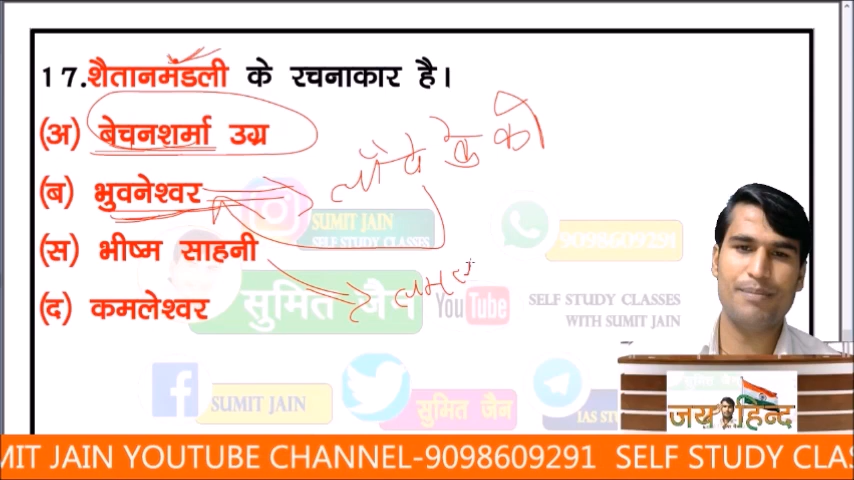 17.शैतानमंडली के रचनाकार है।
(अ) बेचनशर्मा उग्र
(ब) भुवनेश्वर
ताँबे के की
(स) भीष्म साहनी
(द) कमलेश्वर
SUMIT JAIN
SELF STUDY CLASSES
9098609291
सुमित जैन
YouTube
SELF STUDY CLASSES
WITH SUMIT JAIN
SUMIT JAIN
सुमित जैन
IAS
जय हिन्द
MIT JAIN YOUTUBE CHANNEL-9098609291 SELF STUDY CLAS